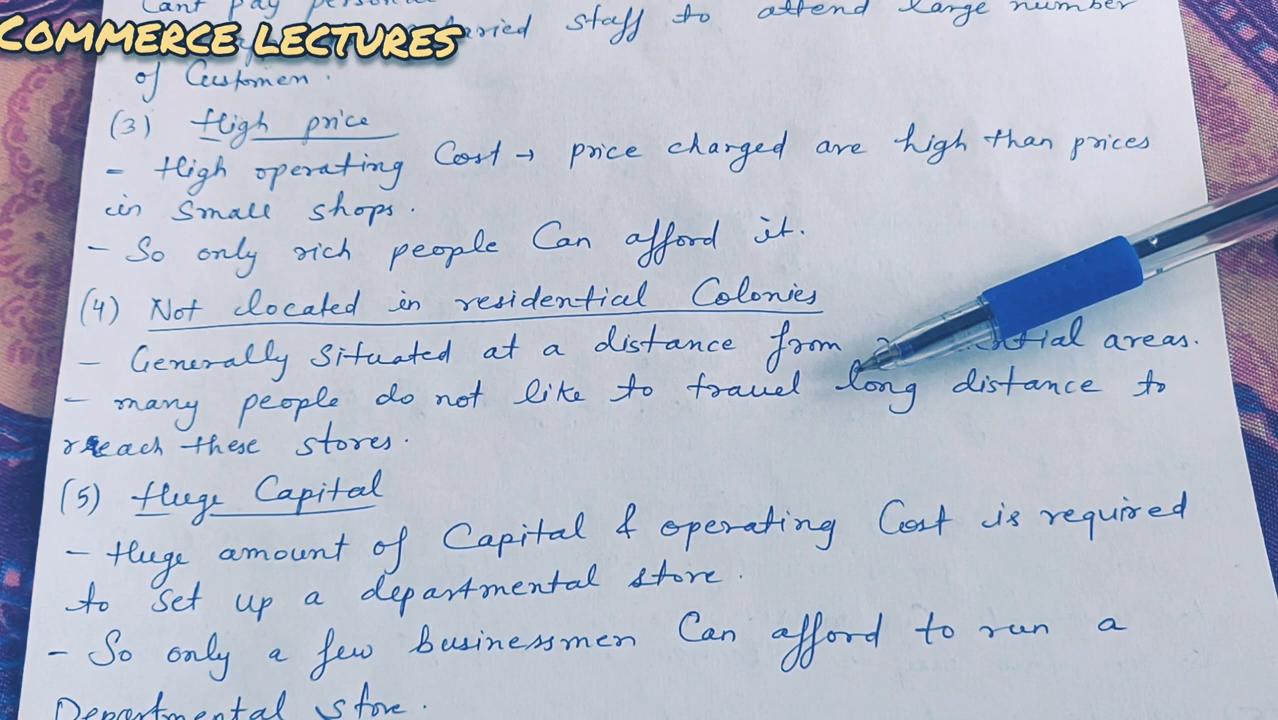 Cant pay
COMMERCE LECTURES
staff to attend large number
of Customer.
(3) High price
- High operating Cost → price charged are high than prices
in small shops.
- So only rich people Can afford it.
(4) Not located in residential Colonies
- Generally Situated at a distance from areas.
- many people do not like to travel long distance to
reach these stores.
(5) Huge Capital
- Huge amount of Capital & operating Cost is required
to set up a departmental store.
- So only a few businessmen Can afford to run a
Departmental store.